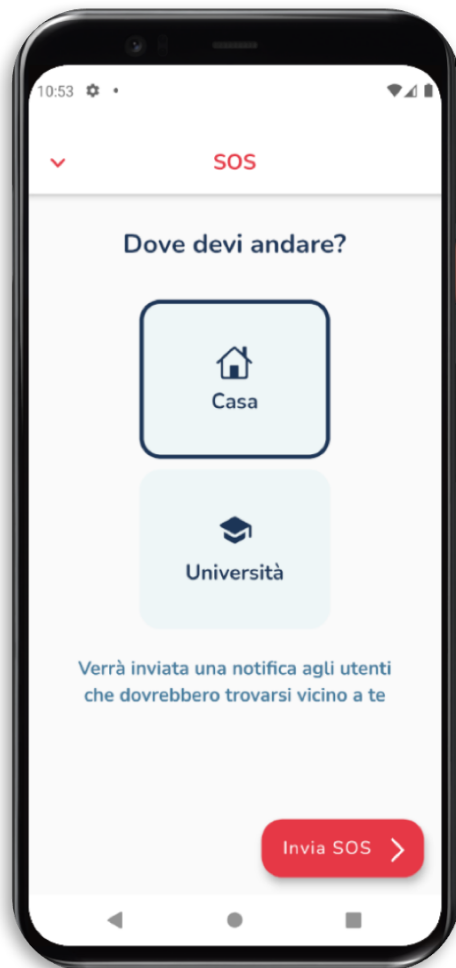 10:53
SOS
Dove devi andare?
Casa
Università
Verrà inviata una notifica agli utenti
che dovrebbero trovarsi vicino a te
Invia SOS